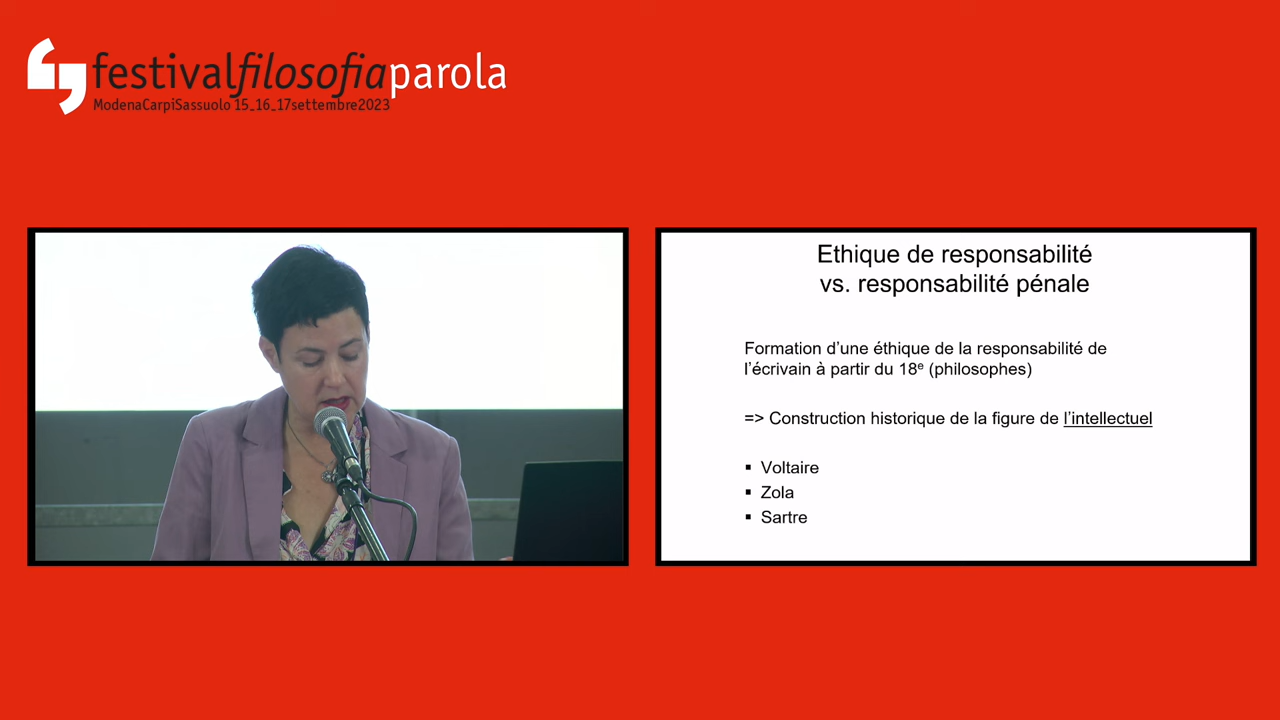 festivalfilosofiaparola
ModenaCarpiSassuolo 15_16_17settembre2023
Ethique de responsabilité
vs. responsabilité pénale
Formation d’une éthique de la responsabilité de
l’écrivain à partir du 18e (philosophes)
=> Construction historique de la figure de l’intellectuel
▪ Voltaire
▪ Zola
▪ Sartre